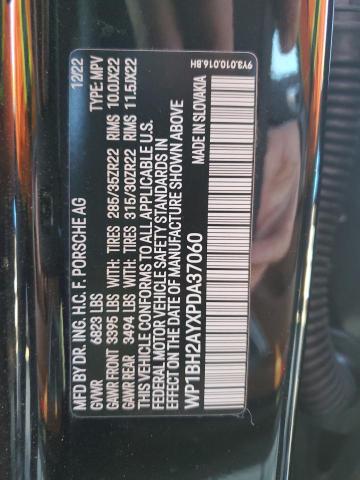 MFD BY DR. ING. H.C. F. PORSCHE AG 12/22
GVWR 6823 LBS TYPE: MPV
GAWR FRONT 3395 LBS WITH: TIRES 285/35ZR22 RIMS 10.0JX22
GAWR REAR 3494 LBS WITH: TIRES 315/30ZR22 RIMS 11.5JX22
THIS VEHICLE CONFORMS TO ALL APPLICABLE U.S.
FEDERAL MOTOR VEHICLE SAFETY STANDARDS IN
EFFECT ON THE DATE OF MANUFACTURE SHOWN ABOVE
MADE IN SLOVAKIA
WP1BH2AYXPDA37060
9Y3.010.016.BH